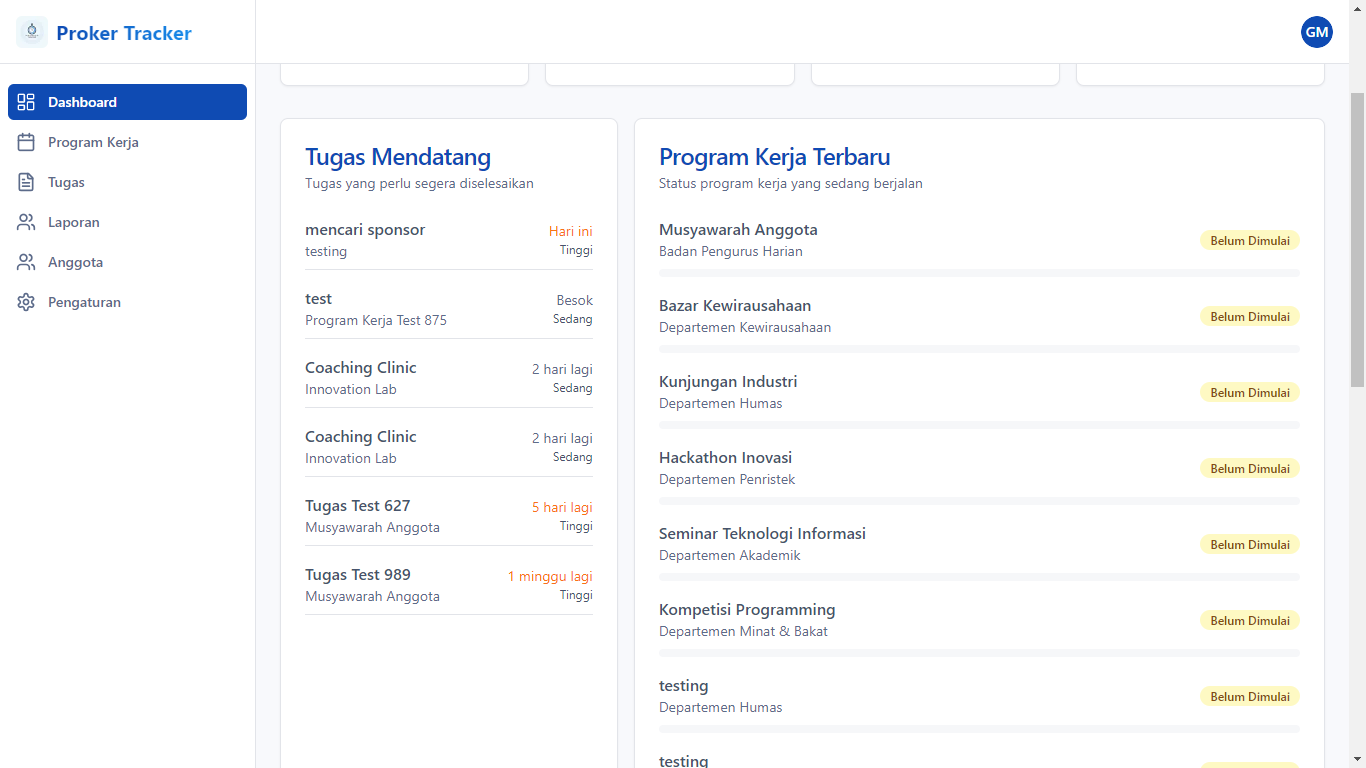 Proker Tracker
GM
Dashboard
Program Kerja
Tugas
Laporan
Anggota
Pengaturan
Tugas Mendatang
Tugas yang perlu segera diselesaikan
mencari sponsor
Hari ini
testing
Tinggi
test
Besok
Program Kerja Test 875
Sedang
Coaching Clinic
2 hari lagi
Innovation Lab
Sedang
Coaching Clinic
2 hari lagi
Innovation Lab
Sedang
Tugas Test 627
5 hari lagi
Musyawarah Anggota
Tinggi
Tugas Test 989
1 minggu lagi
Musyawarah Anggota
Tinggi
Program Kerja Terbaru
Status program kerja yang sedang berjalan
Musyawarah Anggota
Badan Pengurus Harian
Belum Dimulai
Bazar Kewirausahaan
Departemen Kewirausahaan
Belum Dimulai
Kunjungan Industri
Departemen Humas
Belum Dimulai
Hackathon Inovasi
Departemen Penristek
Belum Dimulai
Seminar Teknologi Informasi
Departemen Akademik
Belum Dimulai
Kompetisi Programming
Departemen Minat & Bakat
Belum Dimulai
testing
Departemen Humas
Belum Dimulai
testing